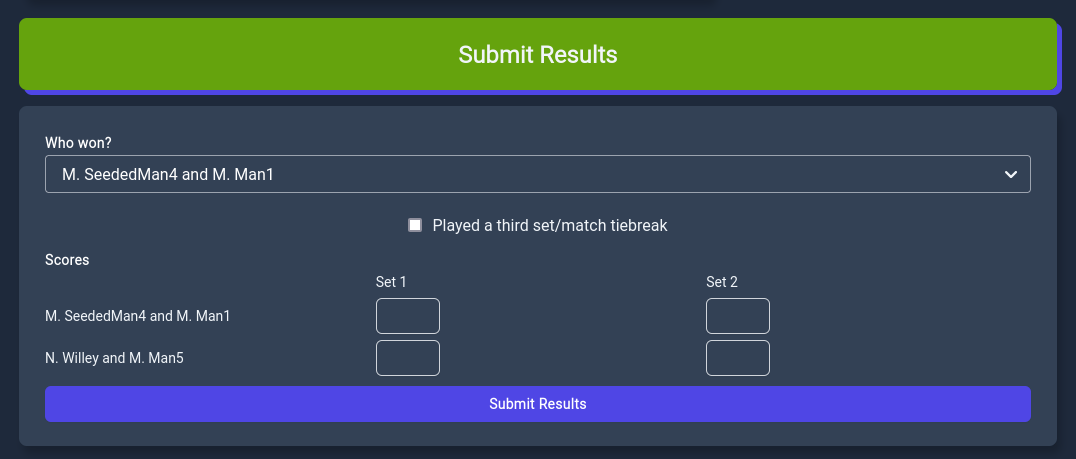 Submit Results
Who won?
M. SeededMan4 and M. Man1
Played a third set/match tiebreak
Scores
Set 1 Set 2
M. SeededMan4 and M. Man1
N. Willey and M. Man5
Submit Results